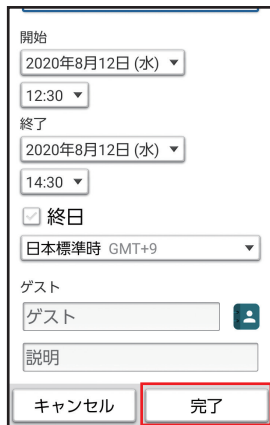 開始
2020年8月12日 (水)
12:30
終了
2020年8月12日 (水)
14:30
終日
日本標準時 GMT+9
ゲスト
ゲスト
説明
キャンセル 完了